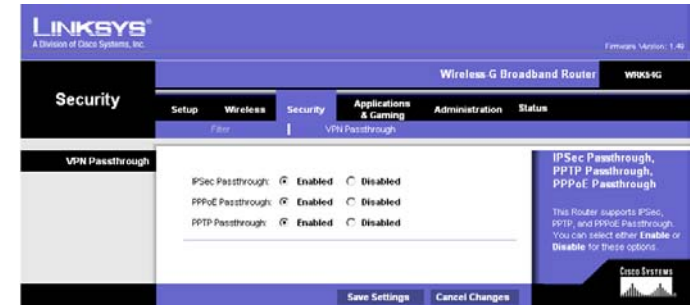 LINKSYS®
A Division of Cisco Systems, Inc.
Firmware Version: 1.49
Wireless-G Broadband Router WRK54G
Security
Setup Wireless Security Applications & Gaming Administration Status
Filter VPN Passthrough
VPN Passthrough
IPSec Passthrough: Enabled Disabled
PPPoE Passthrough: Enabled Disabled
PPTP Passthrough: Enabled Disabled
IPSec Passthrough,
PPTP Passthrough,
PPPoE Passthrough
This Router supports IPSec,
PPTP, and PPPoE Passthrough.
You can select either Enable or
Disable for these options.
CISCO SYSTEMS
Save Settings Cancel Changes